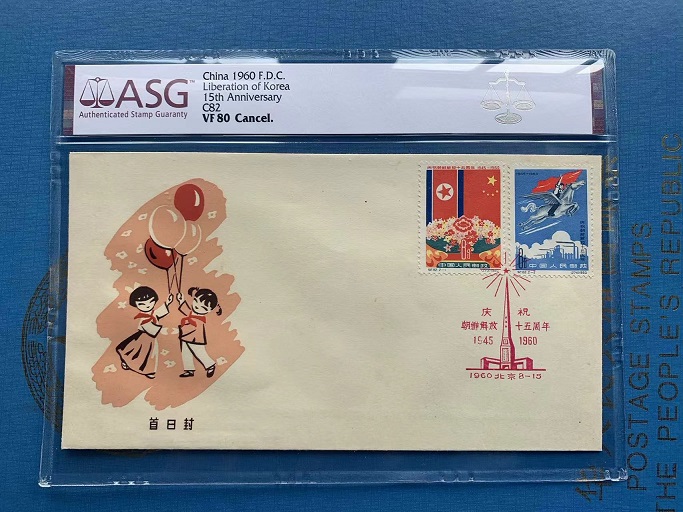 ASG™
Authenticated Stamp Guaranty
China 1960 F.D.C.
Liberation of Korea
15th Anniversary
C82
VF 80 Cancel.
中国人民邮政
中国人民邮政
庆祝
朝鮮解放 十五周年
1945 1960
1960 北京 8-15
首日封
POSTAGE STAMPS
THE PEOPLE'S REPUBLIC